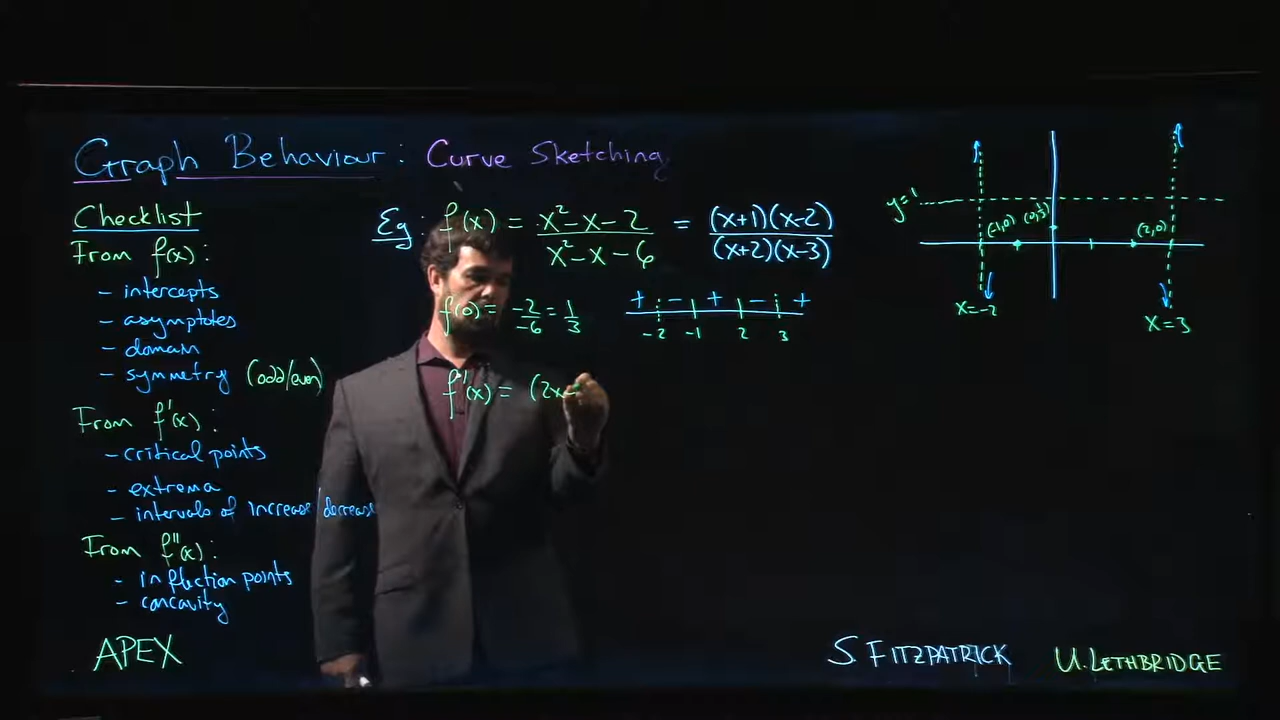 Graph Behaviour: Curve Sketching
Checklist
From f(x):
- intercepts
- asymptotes
- domain
- symmetry (odd/even)
From f'(x):
- critical points
- extrema
- intervals of increase/decrease
From f''(x):
- inflection points
- concavity
APEX
Eg: f(x) = x²-x-2 / x²-x-6 = (x+1)(x-2) / (x+2)(x-3)
f(0) = -2/-6 = 1/3
+ - + - +
-2 -1 2 3
f'(x) = (2x-
y=1
(-1,0) (0,1/3) (2,0)
x=-2
x=3
S FITZPATRICK U. LETHBRIDGE